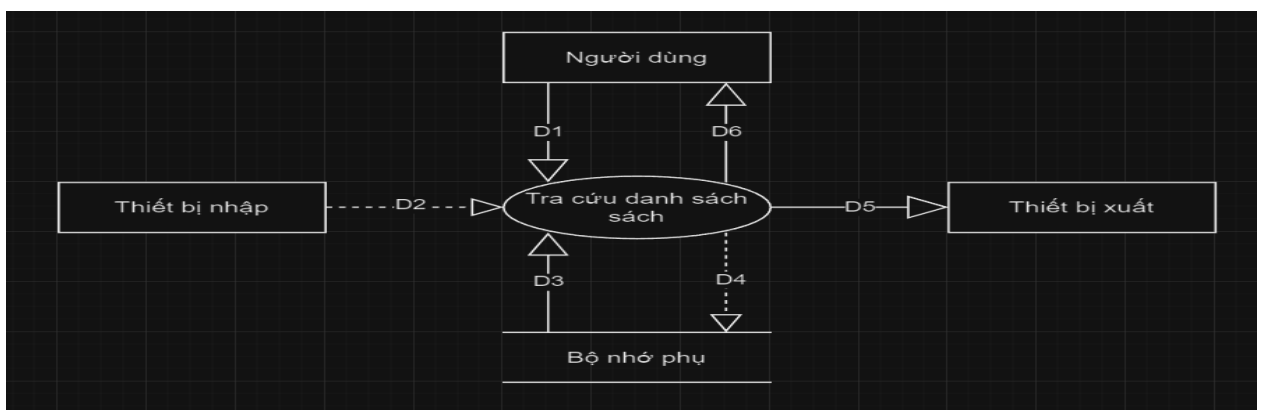 Người dùng
D1
D6
Thiết bị nhập
D2
Tra cứu danh sách
sách
D5
Thiết bị xuất
D3
D4
Bộ nhớ phụ